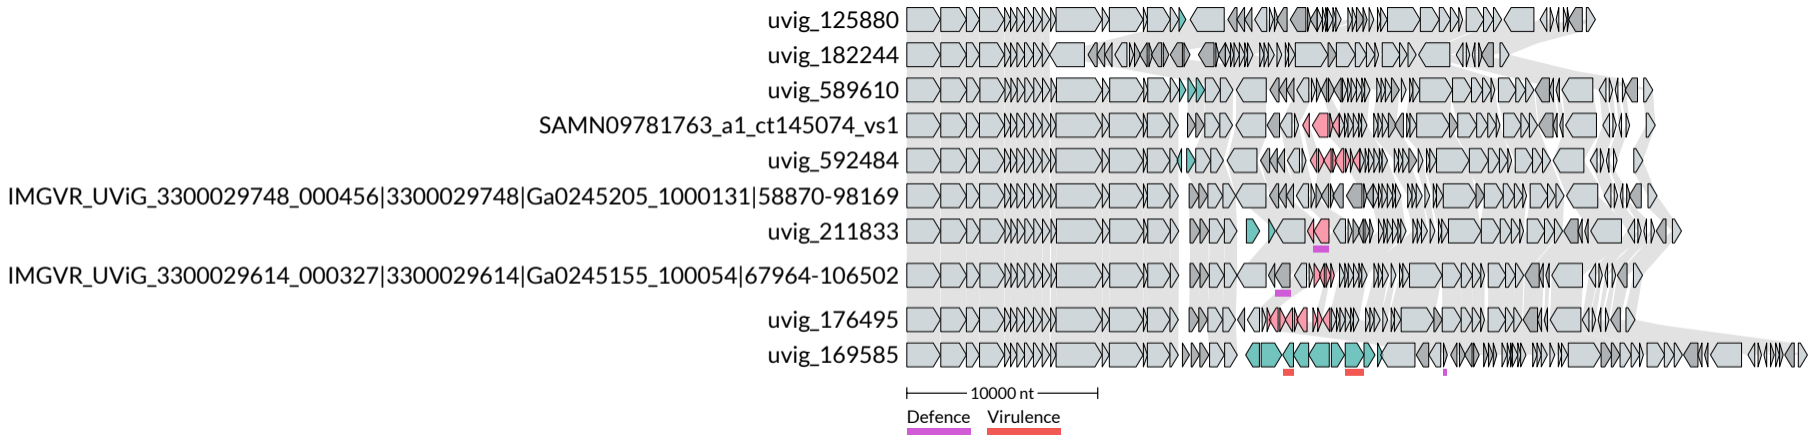 uvig_125880
uvig_182244
uvig_589610
SAMN09781763_a1_ct145074_vs1
uvig_592484
IMGVR_UViG_3300029748_000456|3300029748|Ga0245205_1000131|58870-98169
uvig_211833
IMGVR_UViG_3300029614_000327|3300029614|Ga0245155_100054|67964-106502
uvig_176495
uvig_169585
10000 nt
Defence Virulence